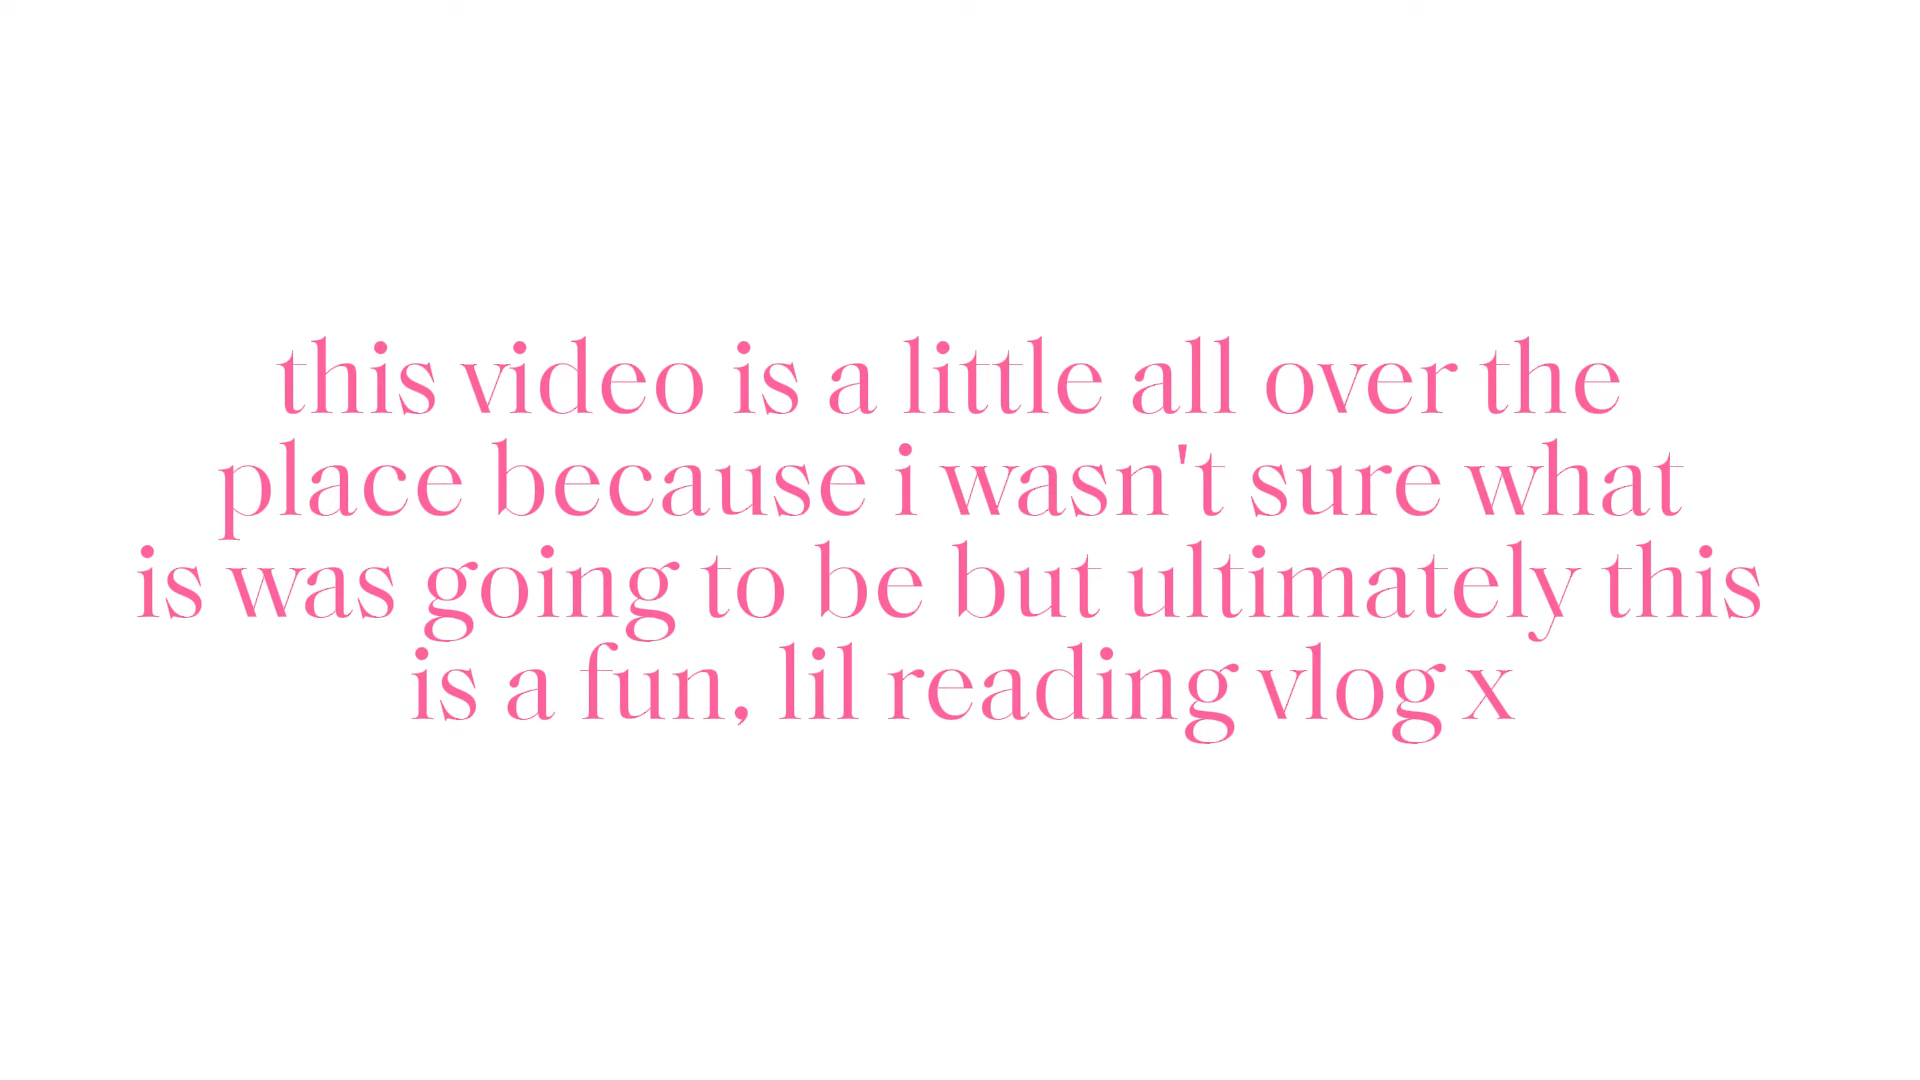 this video is a little all over the
place because i wasn't sure what
is was going to be but ultimately this
is a fun, lil reading vlog x